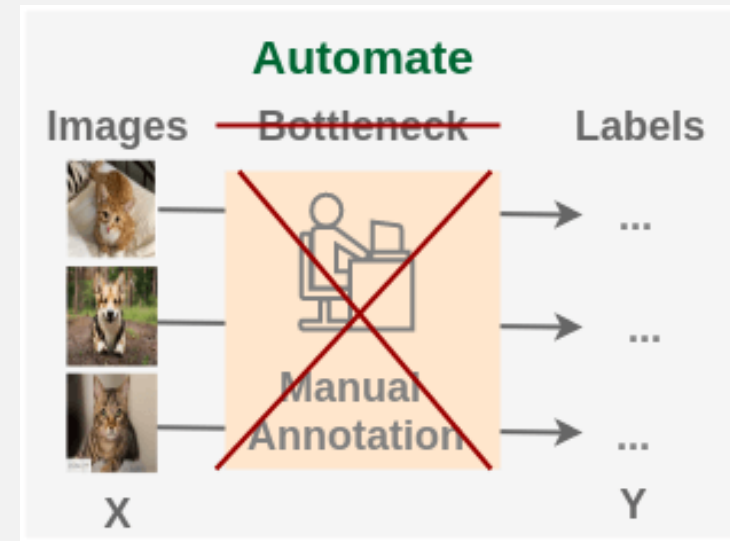 Automate
Images Bottleneck Labels
...
...
Manual
Annotation
...
X Y